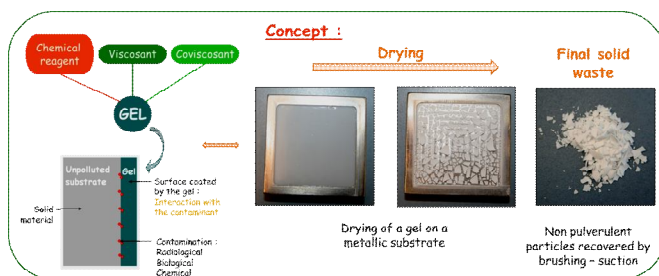 Concept :
Chemical
reagent
Viscosant
Coviscosant
GEL
Unpolluted
substrate
Gel
Solid
material
Surface coated
by the gel :
Interaction with
the contaminant
Contamination :
Radiological
Biological
Chemical
Drying
Drying of a gel on a
metallic substrate
Final solid
waste
Non pulverulent
particles recovered by
brushing – suction